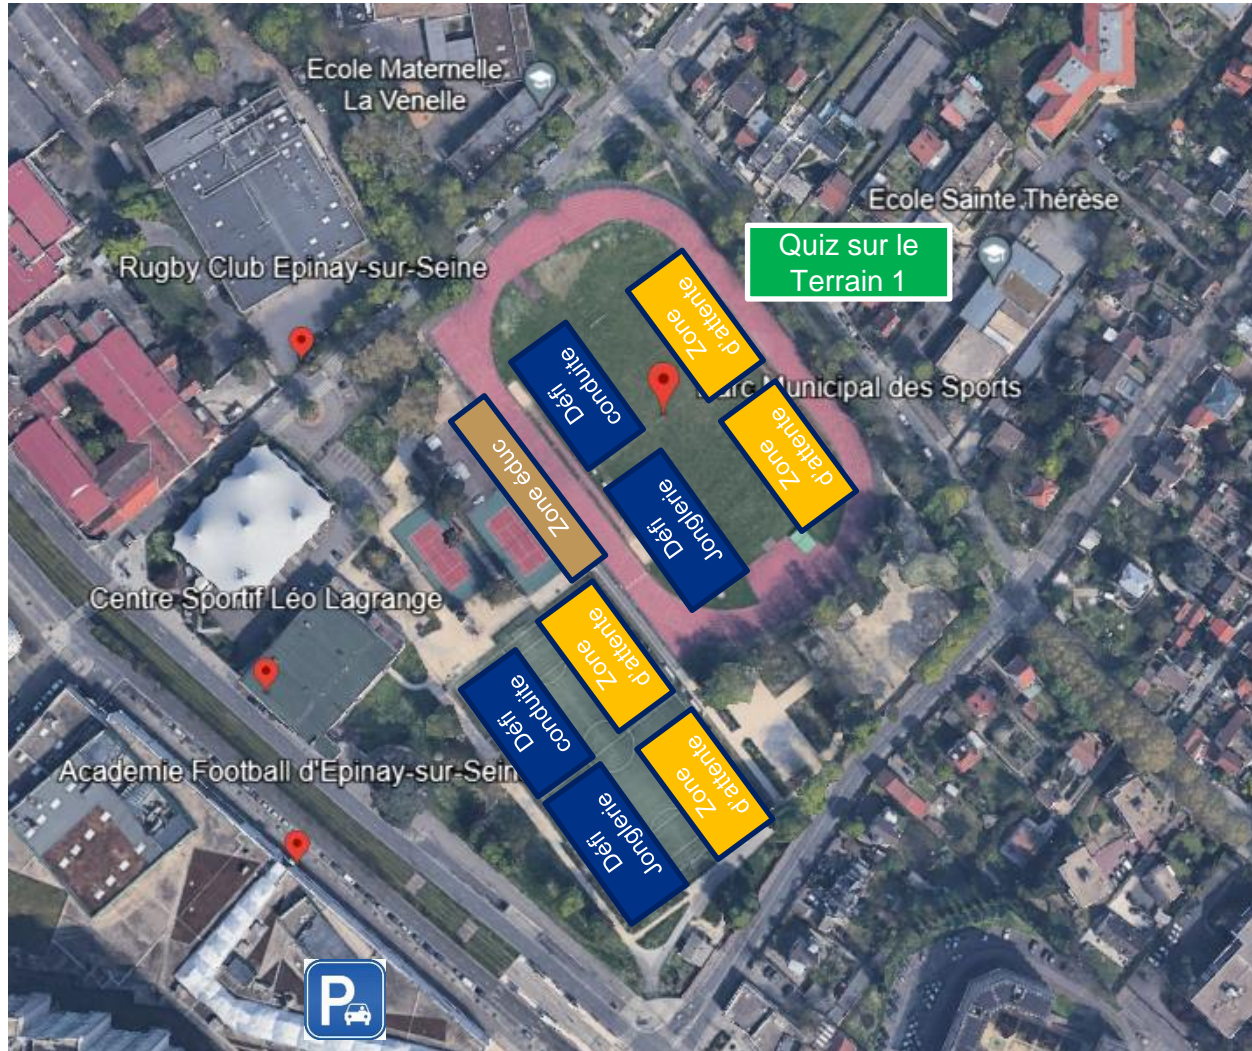 Ecole Maternelle
La Venelle
Ecole Sainte Thérèse
Quiz sur le
Terrain 1
Rugby Club Epinay-sur-Seine
Zone
d'attente
Défi
conduite
arc Municipal des Sports
Zone
d'attente
Zone éduc
Défi
Jonglerie
Centre Sportif Léo Lagrange
Zone
d'attente
Défi
conduite
Zone
d'attente
Academie Football d'Epinay-sur-Sein
Défi
Jonglerie
P